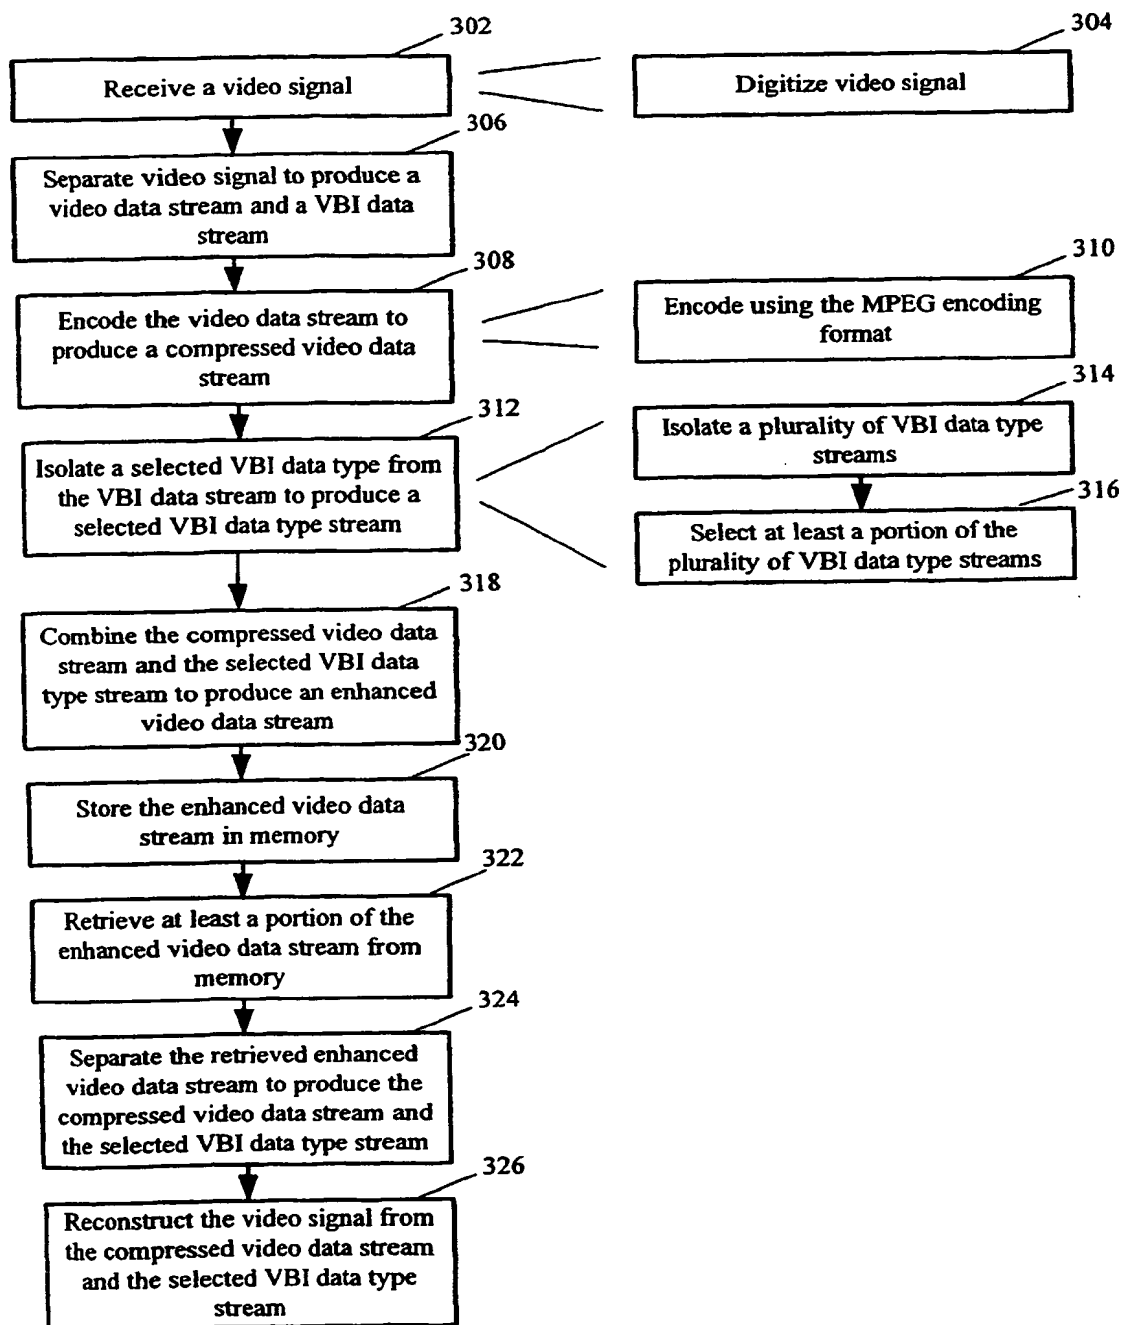 302
Receive a video signal
304
Digitize video signal
306
Separate video signal to produce a
video data stream and a VBI data
stream
308
Encode the video data stream to
produce a compressed video data
stream
310
Encode using the MPEG encoding
format
312
Isolate a selected VBI data type from
the VBI data stream to produce a
selected VBI data type stream
314
Isolate a plurality of VBI data type
streams
316
Select at least a portion of the
plurality of VBI data type streams
318
Combine the compressed video data
stream and the selected VBI data
type stream to produce an enhanced
video data stream
320
Store the enhanced video data
stream in memory
322
Retrieve at least a portion of the
enhanced video data stream from
memory
324
Separate the retrieved enhanced
video data stream to produce the
compressed video data stream and
the selected VBI data type stream
326
Reconstruct the video signal from
the compressed video data stream
and the selected VBI data type
stream